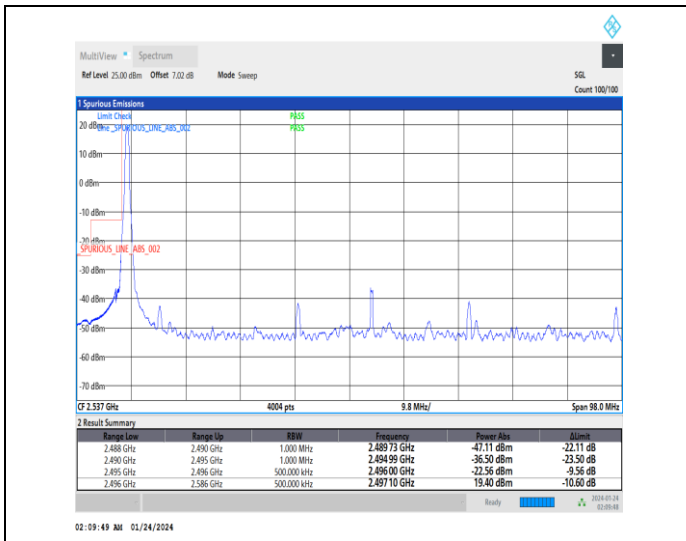 MultiView Spectrum
Ref Level 25.00 dBm Offset 7.02 dB Mode Sweep SGL
Count 100/100
1 Spurious Emissions
Limit Check PASS
20 dBm Line _SPURIOUS_LINE_ABS_002 PASS
10 dBm
0 dBm
-10 dBm
-20 dBm
_SPURIOUS_LINE_ABS_002
-30 dBm
-40 dBm
-50 dBm
-60 dBm
-70 dBm
CF 2.537 GHz 4004 pts 9.8 MHz/ Span 98.0 MHz
2 Result Summary
Range Low Range Up RBW Frequency Power Abs ΔLimit
2.488 GHz 2.490 GHz 1.000 MHz 2.489 73 GHz -47.11 dBm -22.11 dB
2.490 GHz 2.495 GHz 1.000 MHz 2.494 99 GHz -36.50 dBm -23.50 dB
2.495 GHz 2.496 GHz 500.000 kHz 2.496 00 GHz -22.56 dBm -9.56 dB
2.496 GHz 2.586 GHz 500.000 kHz 2.497 10 GHz 19.40 dBm -10.60 dB
Ready 2024-01-24
02:09:48
02:09:49 AM 01/24/2024